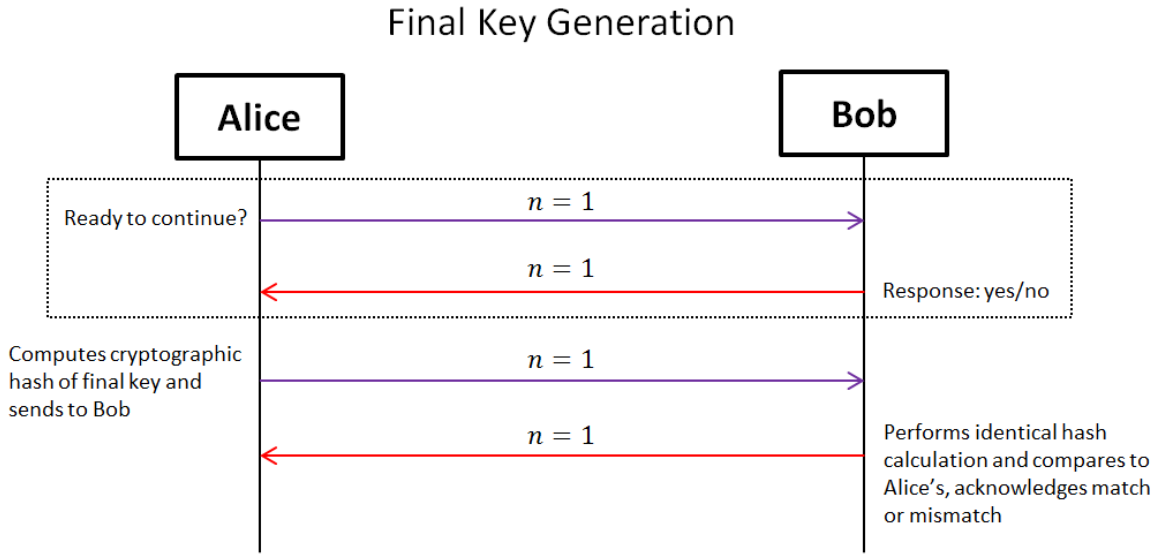 Final Key Generation
Alice
Bob
n = 1
Ready to continue?
n = 1
Response: yes/no
Computes cryptographic
hash of final key and
sends to Bob
n = 1
n = 1
Performs identical hash
calculation and compares to
Alice’s, acknowledges match
or mismatch